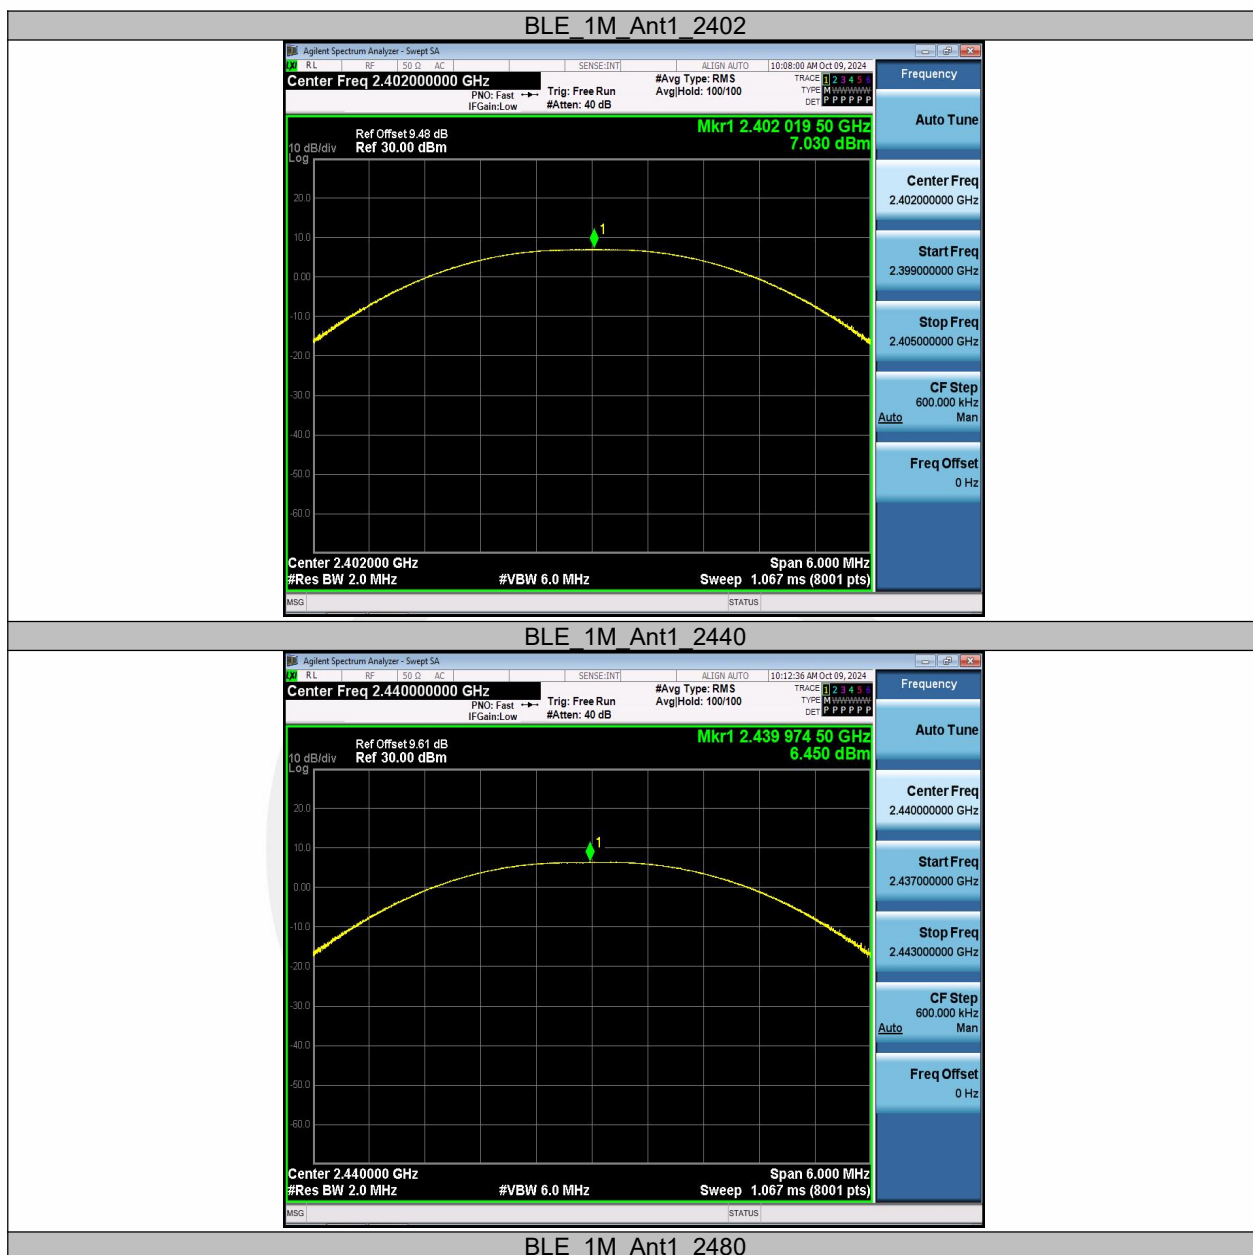 BLE_1M_Ant1_2402
Agilent Spectrum Analyzer - Swept SA
RL RF 50 Ω AC SENSE:INT ALIGN AUTO 10:08:00 AM Oct 09, 2024
Center Freq 2.402000000 GHz #Avg Type: RMS TRACE 1 2 3 4 5 6
PNO: Fast Trig: Free Run Avg|Hold: 100/100 TYPE M WWWWW
IFGain:Low #Atten: 40 dB DET P P P P P P
Frequency
Auto Tune
Mkr1 2.402 019 50 GHz
Ref Offset 9.48 dB
7.030 dBm
10 dB/div Ref 30.00 dBm
Log
20.0
10.0
0.00
-10.0
-20.0
-30.0
-40.0
-50.0
-60.0
1
Center Freq
2.402000000 GHz
Start Freq
2.399000000 GHz
Stop Freq
2.405000000 GHz
CF Step
600.000 kHz
Auto Man
Freq Offset
0 Hz
Center 2.402000 GHz Span 6.000 MHz
#Res BW 2.0 MHz #VBW 6.0 MHz Sweep 1.067 ms (8001 pts)
MSG STATUS
BLE_1M_Ant1_2440
Agilent Spectrum Analyzer - Swept SA
RL RF 50 Ω AC SENSE:INT ALIGN AUTO 10:12:36 AM Oct 09, 2024
Center Freq 2.440000000 GHz #Avg Type: RMS TRACE 1 2 3 4 5 6
PNO: Fast Trig: Free Run Avg|Hold: 100/100 TYPE M WWWWW
IFGain:Low #Atten: 40 dB DET P P P P P P
Frequency
Auto Tune
Mkr1 2.439 974 50 GHz
Ref Offset 9.61 dB
6.450 dBm
10 dB/div Ref 30.00 dBm
Log
20.0
10.0
0.00
-10.0
-20.0
-30.0
-40.0
-50.0
-60.0
1
Center Freq
2.440000000 GHz
Start Freq
2.437000000 GHz
Stop Freq
2.443000000 GHz
CF Step
600.000 kHz
Auto Man
Freq Offset
0 Hz
Center 2.440000 GHz Span 6.000 MHz
#Res BW 2.0 MHz #VBW 6.0 MHz Sweep 1.067 ms (8001 pts)
MSG STATUS
BLE_1M_Ant1_2480